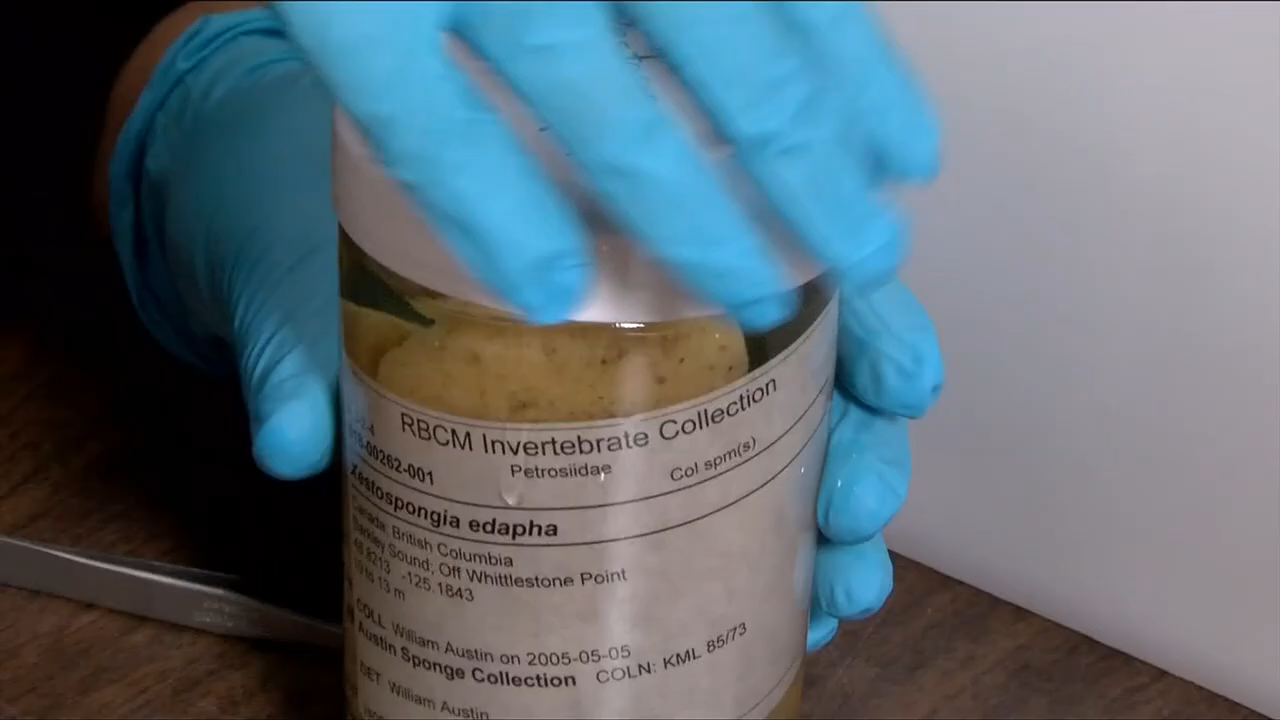 RBCM Invertebrate Collection
-00262-001 Petrosiidae Col spm(s)
Xestospongia edapha
Canada; British Columbia
Barkley Sound; Off Whittlestone Point
48.8213 -125.1843
to 13 m
COLL William Austin on 2005-05-05
Austin Sponge Collection COLN: KML 85/73
DET William Austin